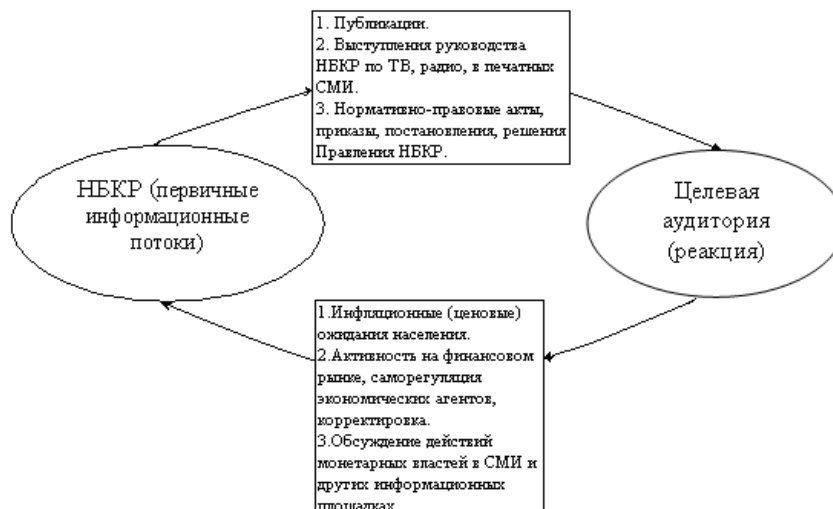 1. Публикации.
2. Выступления руководства
НБКР по ТВ, радио, в печатных
СМИ.
3. Нормативно-правовые акты,
приказы, постановления, решения
Правления НБКР.
НБКР (первичные
информационные
потоки)
Целевая
аудитория
(реакция)
1.Инфляционные (ценовые)
ожидания населения.
2.Активность на финансовом
рынке, саморегуляция
экономических агентов,
корректировка.
3.Обсуждение действий
монетарных властей в СМИ и
других информационных
площадках